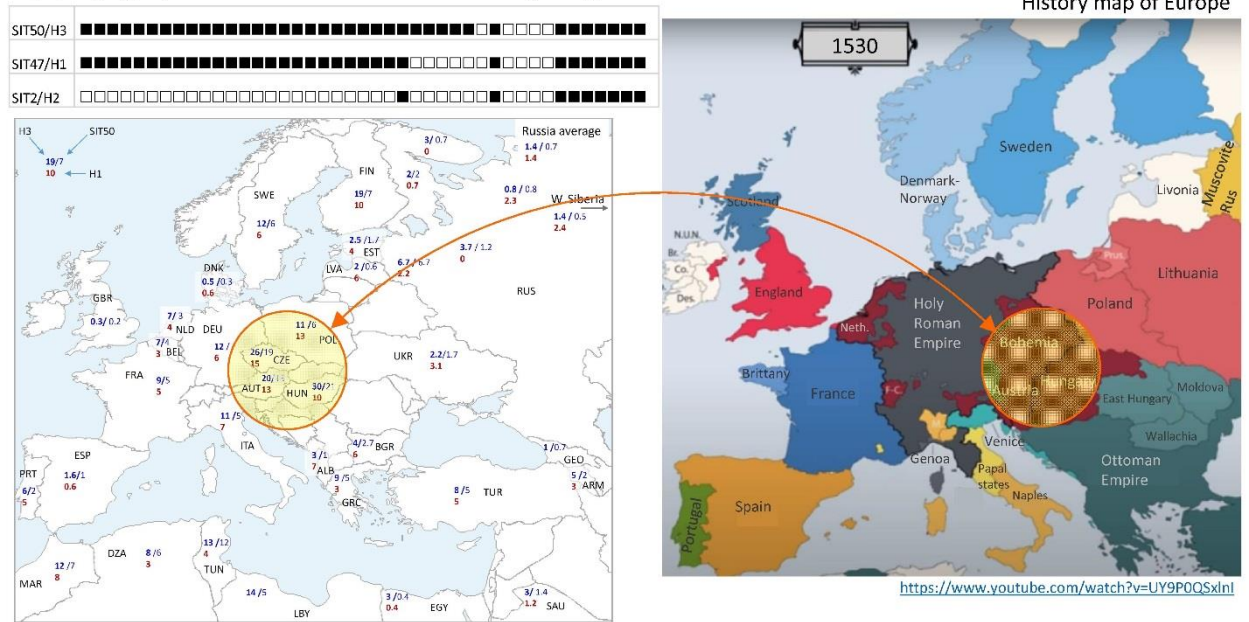 History map of Europe
SIT50/H3
SIT47/H1
SIT2/H2
H3
SIT50
19/7
10
H1
Russia average
1.4 / 0.7
1.4
3/ 0.7
0
FIN
2/2
0.7
0.8 / 0.8
2.3
W. Siberia
1.4 / 0.5
2.4
SWE
19/7
10
12/6
6
2.5 /1.7
4
EST
3.7 / 1.2
0
LVA
2 / 0.6
6
6.7 / 6.7
2.2
DNK
0.5 /0.3
0.6
RUS
GBR
0.3/ 0.2
7/ 3
4
NLD
DEU
11 /6
13
POL
7/4
3
BEL
12 /
6
26/19
15
CZE
UKR
2.2/1.7
3.1
FRA
9/5
5
20/
AUT
13
HUN
30/21
10
11 /5
7
ITA
ESP
4/2.7
6
BGR
1 /0.7
GEO
PRT
1.6/1
0.6
3 /1
7
ALB
5 /2
3
ARM
6/2
5
9 /5
3
GRC
8 /5
5
TUR
DZA
8 /6
3
13 /12
4
TUN
12 /7
8
MAR
14 /5
LBY
3 /0.4
0.4
EGY
3/ 1.4
1.2
SAU
1530
Sweden
Denmark-
Norway
Livonia
Muscovite
Rus
Scotland
N.U.N.
Br.
Co.
Des.
England
Prus.
Lithuania
Poland
Holy
Roman
Empire
Neth.
Bohemia
Brittany
France
F-C.
Austria
Hungary
East Hungary
Moldova
Wallachia
M.
Venice
Genoa
Papal
states
Ottoman
Empire
Naples
Spain
Portugal
https://www.youtube.com/watch?v=UY9P0QSxlnI